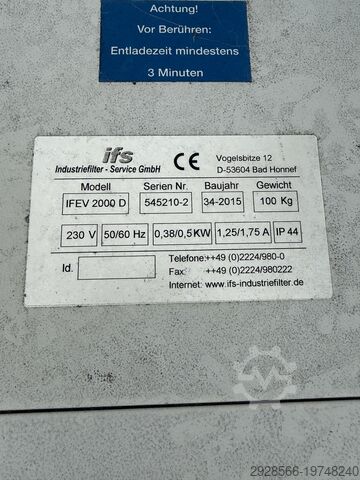 Achtung!
Vor Berühren:
Entladezeit mindestens
3 Minuten
ifs
Industriefilter - Service GmbH
CE
Vogelsbitze 12
D-53604 Bad Honnef
Modell Serien Nr. Baujahr Gewicht
IFEV 2000 D 545210-2 34-2015 100 Kg
230 V 50/60 Hz 0,38/0,5KW 1,25/1,75 A IP 44
Id.
Telefone:++49 (0)2224/980-0
Fax: ++49 (0)2224/980222
Internet: www.ifs-industriefilter.de
2928566-19748240